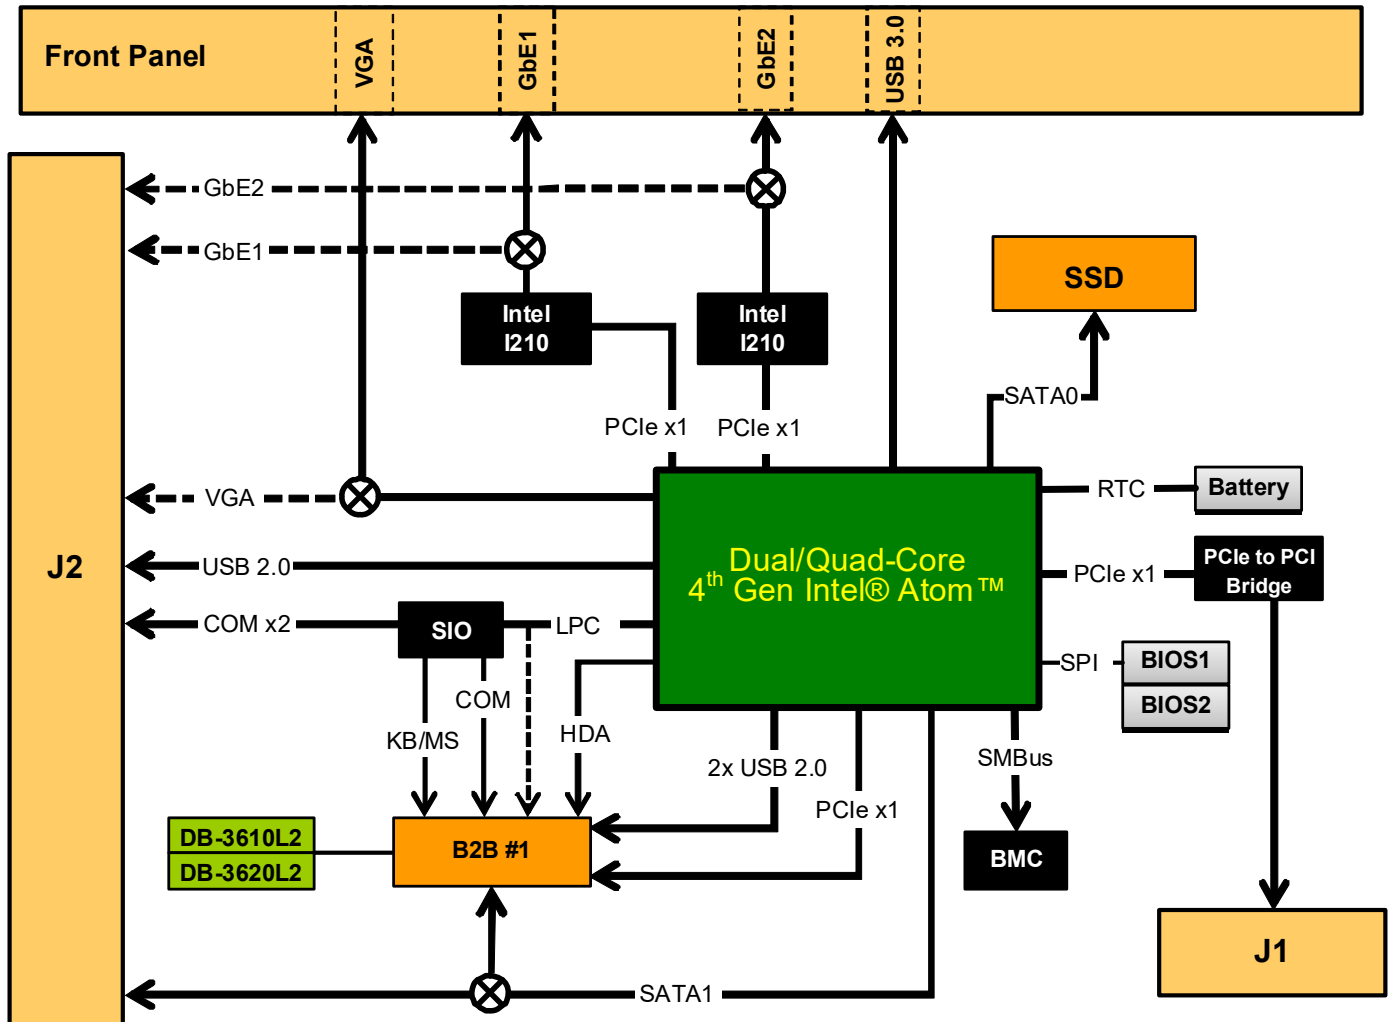 Front Panel
VGA
GbE1
GbE2
USB 3.0
GbE2
GbE1
Intel
I210
Intel
I210
SSD
SATA0
PCIe x1
PCIe x1
VGA
RTC
Battery
J2
USB 2.0
Dual/Quad-Core
4th Gen Intel® Atom™
PCIe x1
PCIe to PCI
Bridge
COM x2
SIO
LPC
SPI
BIOS1
BIOS2
COM
KB/MS
HDA
2x USB 2.0
SMBus
PCIe x1
DB-3610L2
DB-3620L2
B2B #1
BMC
J1
SATA1